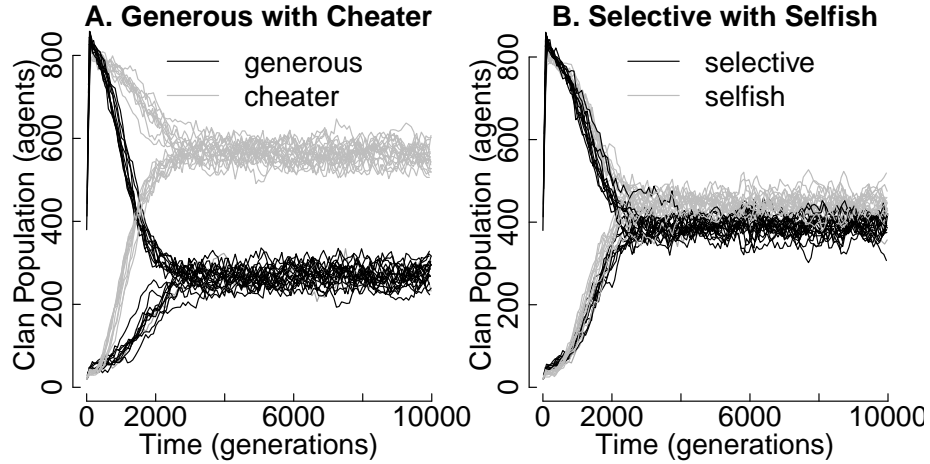 A. Generous with Cheater
generous
cheater
Clan Population (agents)
0 200 400 600 800
0 2000 6000 10000
Time (generations)
B. Selective with Selfish
selective
selfish
Clan Population (agents)
0 200 400 600 800
0 2000 6000 10000
Time (generations)